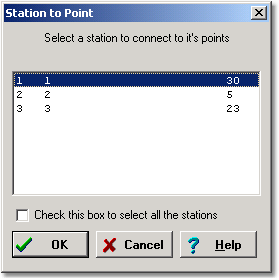 Station to Point
Select a station to connect to it's points
1 1 30
2 2 5
3 3 23
Check this box to select all the stations
OK Cancel Help